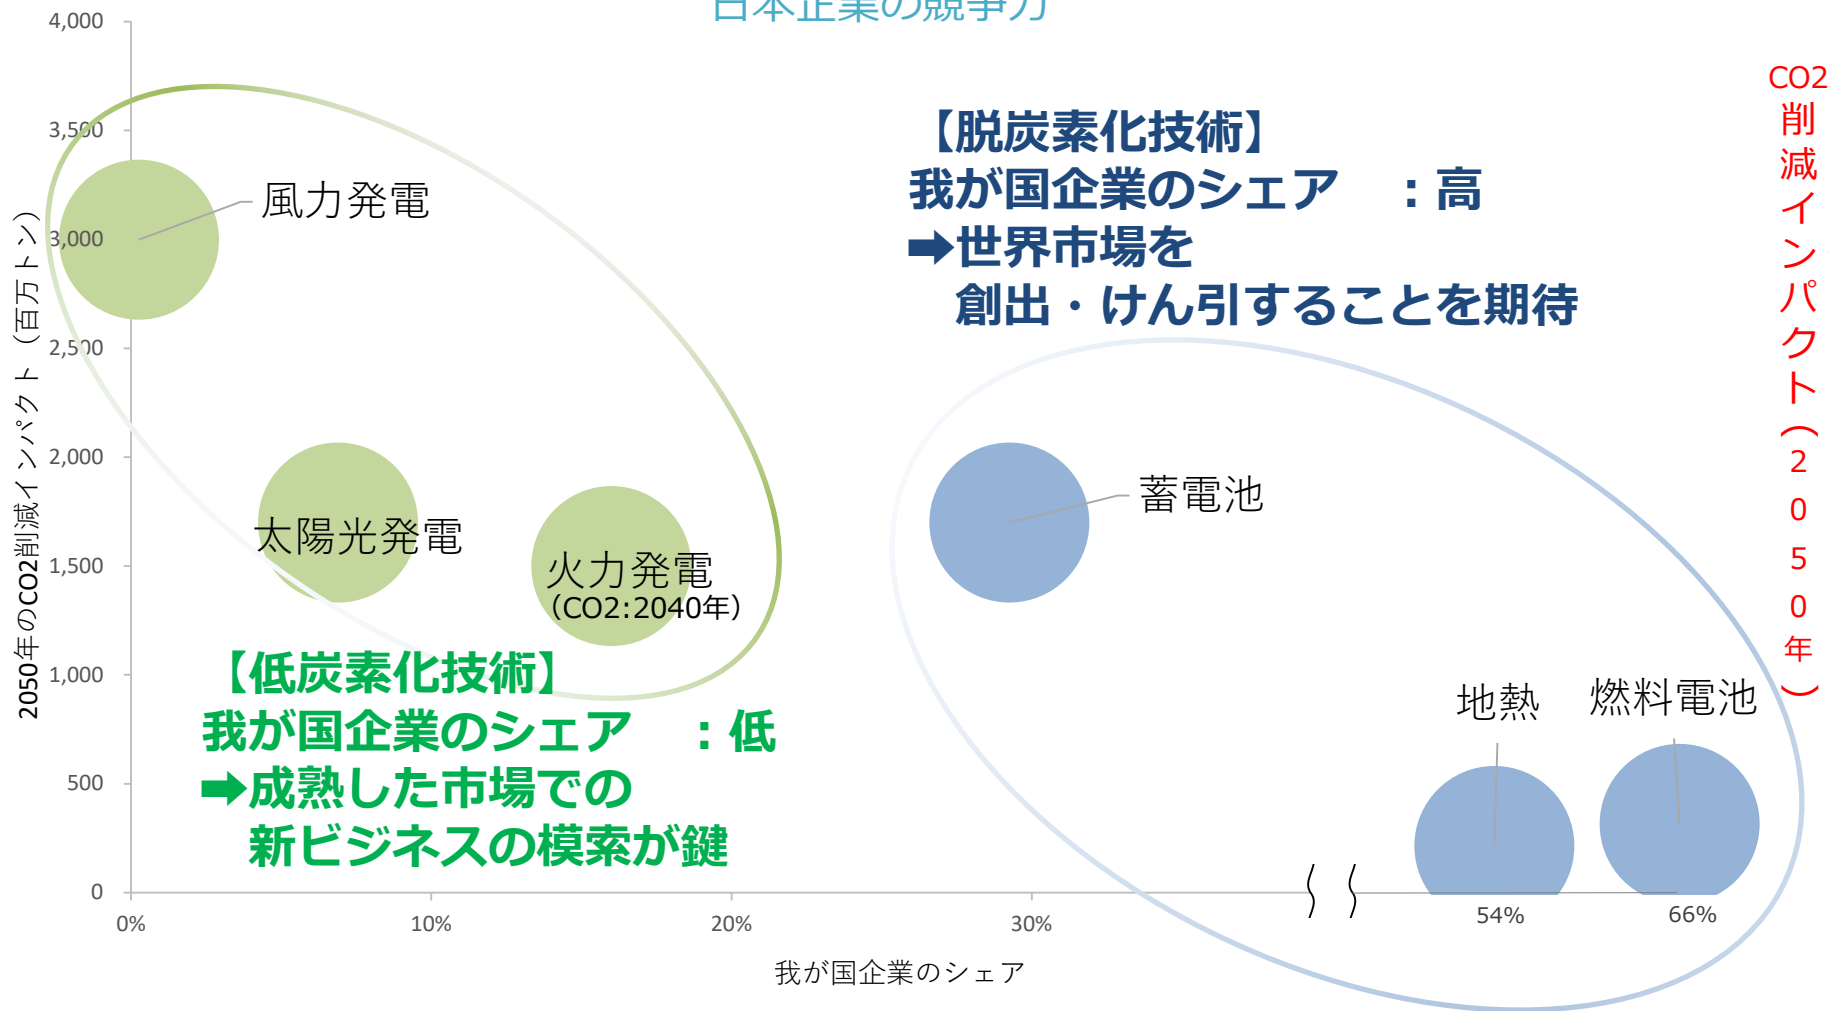 日本企業の競争力
4,000
3,500
3,000
2,500
2,000
1,500
1,000
500
0
2050年のCO2削減インパクト（百万トン）
風力発電
太陽光発電
火力発電
（CO2:2040年）
【低炭素化技術】
我が国企業のシェア　：低
➡成熟した市場での
新ビジネスの模索が鍵
【脱炭素化技術】
我が国企業のシェア　：高
➡世界市場を
創出・けん引することを期待
蓄電池
地熱
燃料電池
0%
10%
20%
30%
54%
66%
我が国企業のシェア
CO2削減インパクト（2050年）